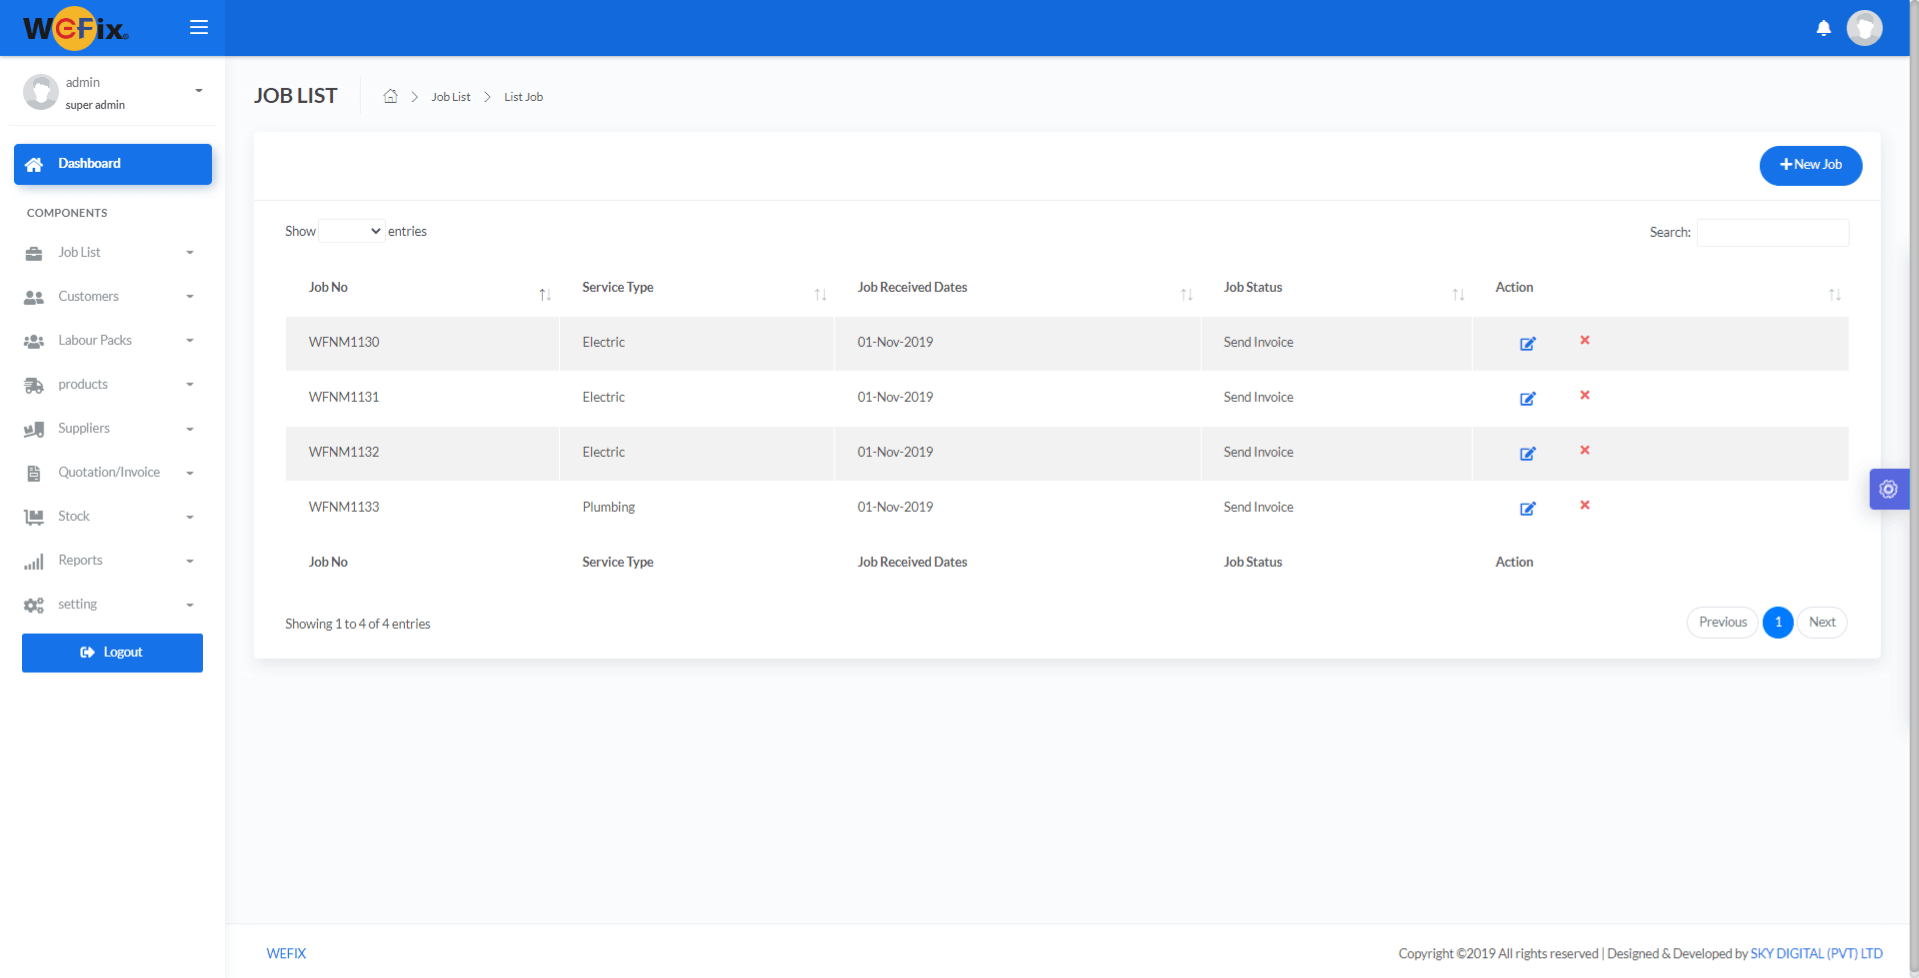 WEFix®
admin
super admin
Dashboard
COMPONENTS
Job List
Customers
Labour Packs
products
Suppliers
Quotation/Invoice
Stock
Reports
setting
Logout
JOB LIST
Job List
List Job
New Job
Show entries
Search:
Job No Service Type Job Received Dates Job Status Action
WFNM1130 Electric 01-Nov-2019 Send Invoice
WFNM1131 Electric 01-Nov-2019 Send Invoice
WFNM1132 Electric 01-Nov-2019 Send Invoice
WFNM1133 Plumbing 01-Nov-2019 Send Invoice
Job No Service Type Job Received Dates Job Status Action
Showing 1 to 4 of 4 entries
Previous 1 Next
WEFIX
Copyright ©2019 All rights reserved | Designed & Developed by SKY DIGITAL (PVT) LTD